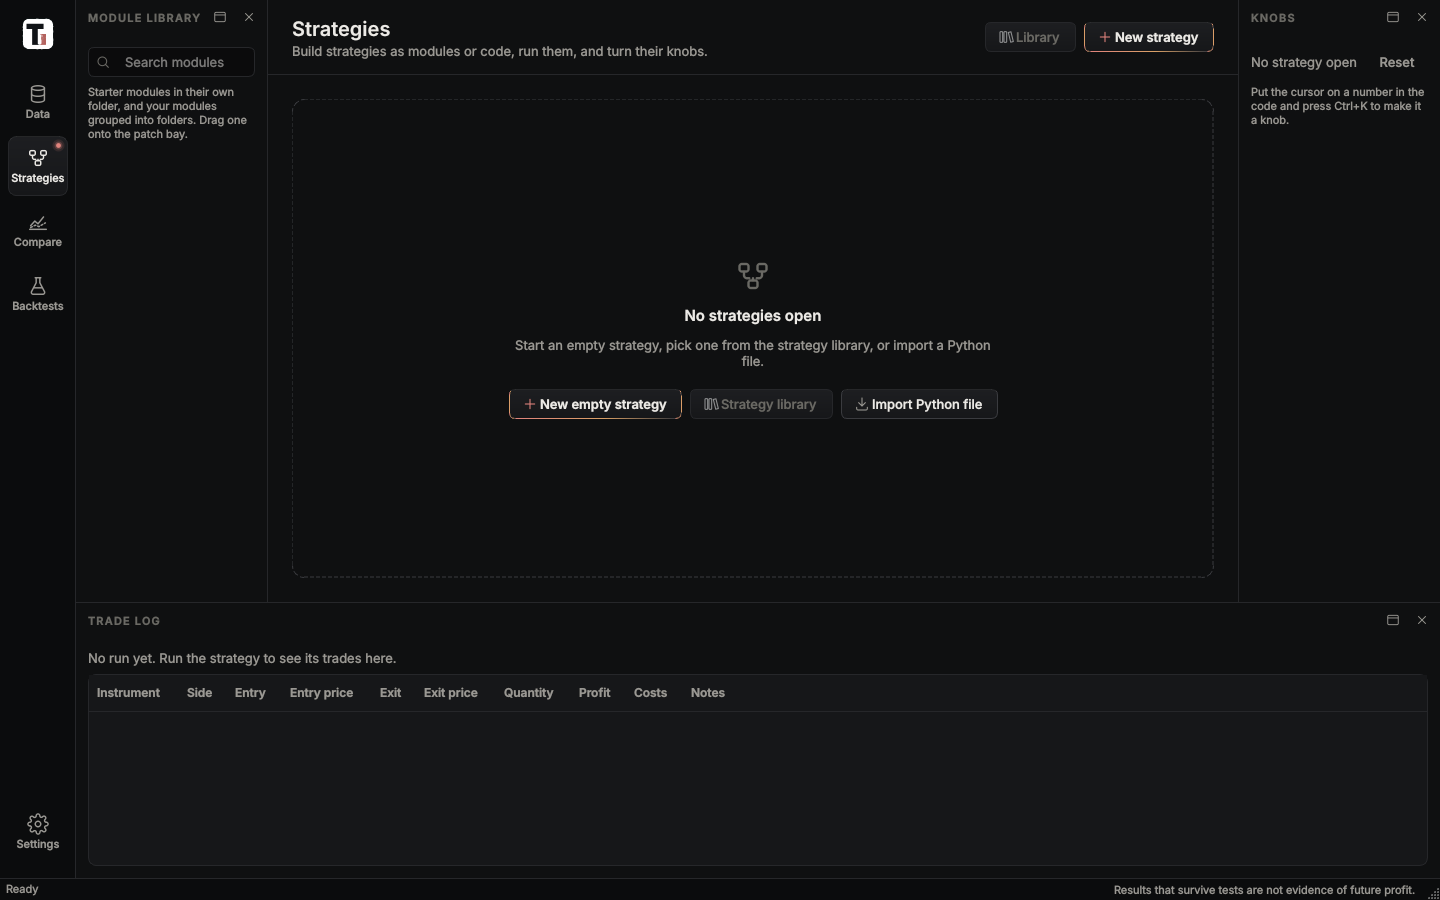 MODULE LIBRARY
Search modules
Starter modules in their own
folder, and your modules
grouped into folders. Drag one
onto the patch bay.
Data
Strategies
Compare
Backtests
Settings
Strategies
Build strategies as modules or code, run them, and turn their knobs.
Library
New strategy
No strategies open
Start an empty strategy, pick one from the strategy library, or import a Python
file.
New empty strategy
Strategy library
Import Python file
KNOBS
No strategy open
Reset
Put the cursor on a number in the
code and press Ctrl+K to make it
a knob.
TRADE LOG
No run yet. Run the strategy to see its trades here.
Instrument Side Entry Entry price Exit Exit price Quantity Profit Costs Notes
Ready
Results that survive tests are not evidence of future profit.